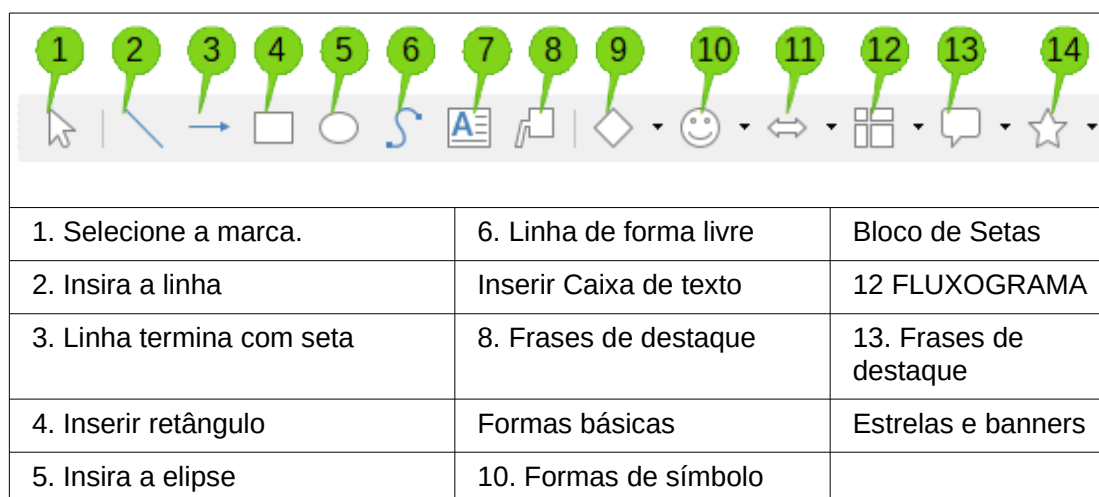 1 2 3 4 5 6 7 8 9 10 11 12 13 14
A
1. Selecione a marca. 6. Linha de forma livre Bloco de Setas
2. Insira a linha Inserir Caixa de texto 12 FLUXOGRAMA
3. Linha termina com seta 8. Frases de destaque 13. Frases de
destaque
4. Inserir retângulo Formas básicas Estrelas e banners
5. Insira a elipse 10. Formas de símbolo